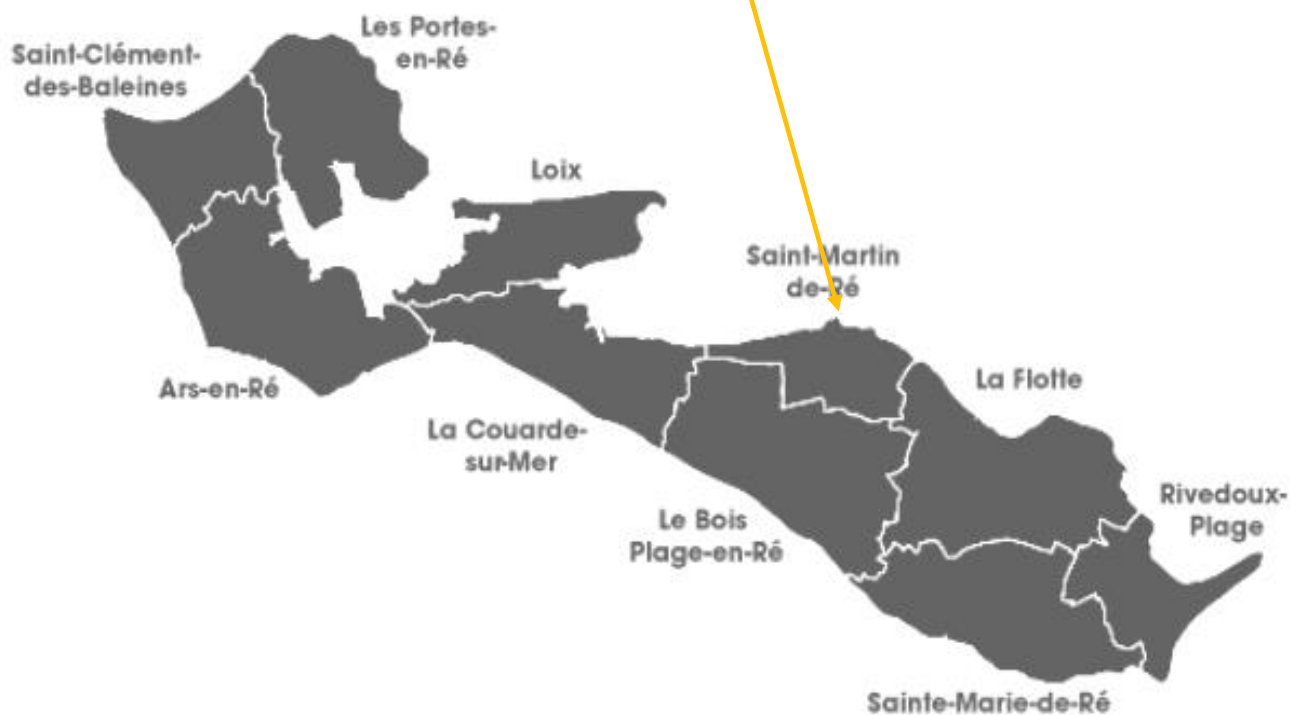 Les Portes-
en-Ré
Saint-Clément-
des-Baleines
Loix
Saint-Martin
de-Ré
Ars-en-Ré
La Flotte
La Couarde-
sur-Mer
Rivedoux-
Plage
Le Bois
Plage-en-Ré
Sainte-Marie-de-Ré